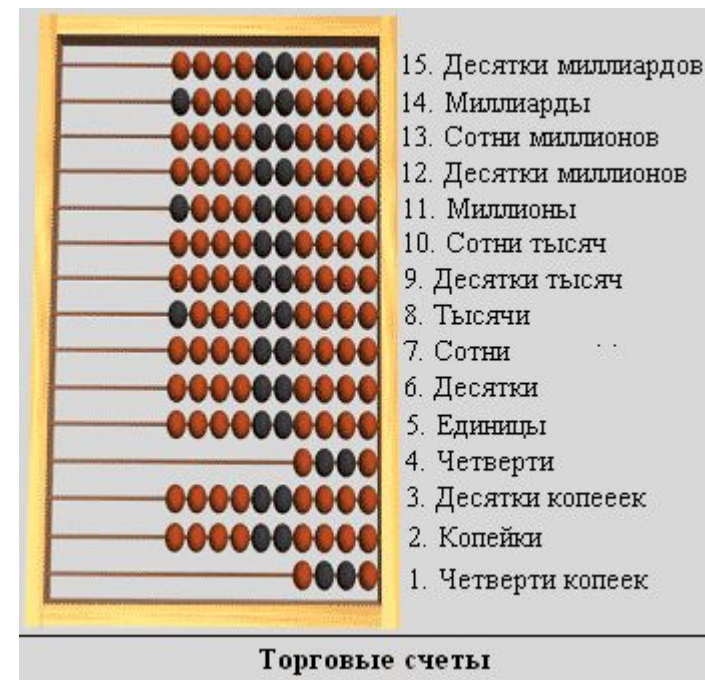 15. Десятки миллиардов
14. Миллиарды
13. Сотни миллионов
12. Десятки миллионов
11. Миллионы
10. Сотни тысяч
9. Десятки тысяч
8. Тысячи
7. Сотни
6. Десятки
5. Единицы
4. Четверти
3. Десятки копееек
2. Копейки
1. Четверти копеек
Торговые счеты